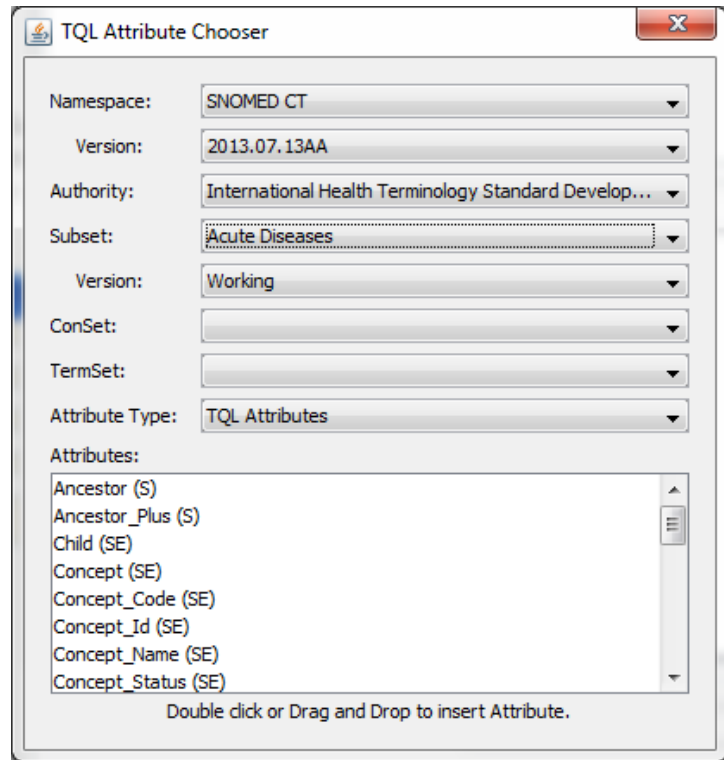 TQL Attribute Chooser
Namespace: SNOMED CT
Version: 2013.07.13AA
Authority: International Health Terminology Standard Develop...
Subset: Acute Diseases
Version: Working
ConSet:
TermSet:
Attribute Type: TQL Attributes
Attributes:
Ancestor (S)
Ancestor_Plus (S)
Child (SE)
Concept (SE)
Concept_Code (SE)
Concept_Id (SE)
Concept_Name (SE)
Concept_Status (SE)
Double click or Drag and Drop to insert Attribute.